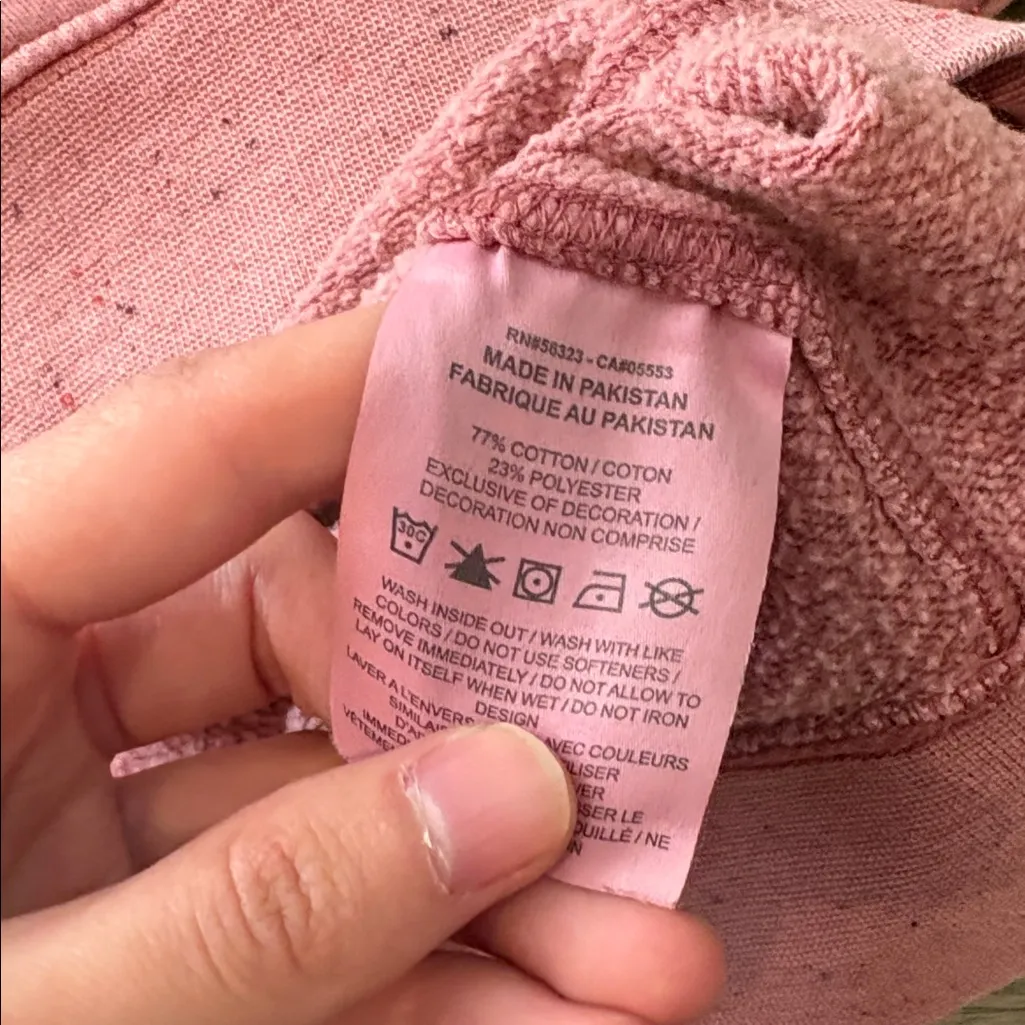 RN#56323 - CA#05553
MADE IN PAKISTAN
FABRIQUE AU PAKISTAN
77% COTTON / COTON
23% POLYESTER
EXCLUSIVE OF DECORATION /
DECORATION NON COMPRISE
30C
WASH INSIDE OUT / WASH WITH LIKE
COLORS / DO NOT USE SOFTENERS /
REMOVE IMMEDIATELY / DO NOT ALLOW TO
LAY ON ITSELF WHEN WET / DO NOT IRON
DESIGN
LAVER A L'ENVERS AVEC COULEURS